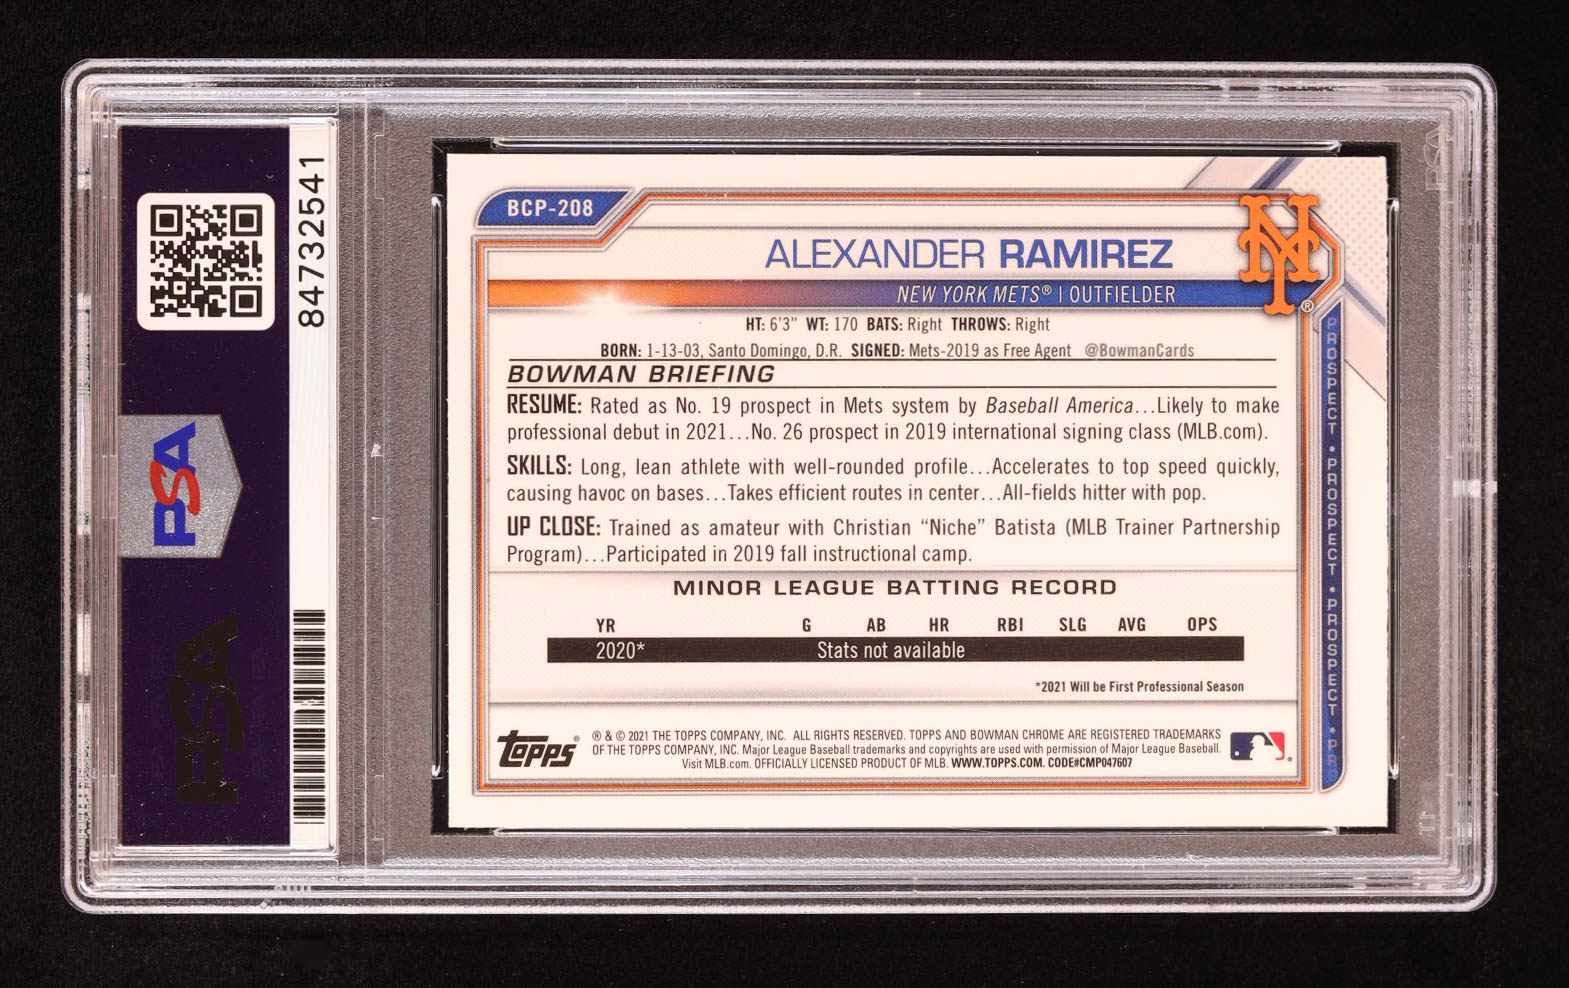 84732541
PSA
PSA
PSA
BCP-208
NY
ALEXANDER RAMIREZ
NEW YORK METS® | OUTFIELDER
HT: 6'3" WT: 170 BATS: Right THROWS: Right
BORN: 1-13-03, Santo Domingo, D.R. SIGNED: Mets-2019 as Free Agent @BowmanCards
BOWMAN BRIEFING
RESUME: Rated as No. 19 prospect in Mets system by Baseball America...Likely to make
professional debut in 2021...No. 26 prospect in 2019 international signing class (MLB.com).
SKILLS: Long, lean athlete with well-rounded profile...Accelerates to top speed quickly,
causing havoc on bases...Takes efficient routes in center...All-fields hitter with pop.
UP CLOSE: Trained as amateur with Christian “Niche” Batista (MLB Trainer Partnership
Program)...Participated in 2019 fall instructional camp.
MINOR LEAGUE BATTING RECORD
YR G AB HR RBI SLG AVG OPS
2020* Stats not available
*2021 Will be First Professional Season
Topps® ® & © 2021 THE TOPPS COMPANY, INC. ALL RIGHTS RESERVED. TOPPS AND BOWMAN CHROME ARE REGISTERED TRADEMARKS
OF THE TOPPS COMPANY, INC. Major League Baseball trademarks and copyrights are used with permission of Major League Baseball.
Visit MLB.com. OFFICIALLY LICENSED PRODUCT OF MLB. WWW.TOPPS.COM. CODE#CMP047607
PROSPECT • PROSPECT • PROSPECT • PRO